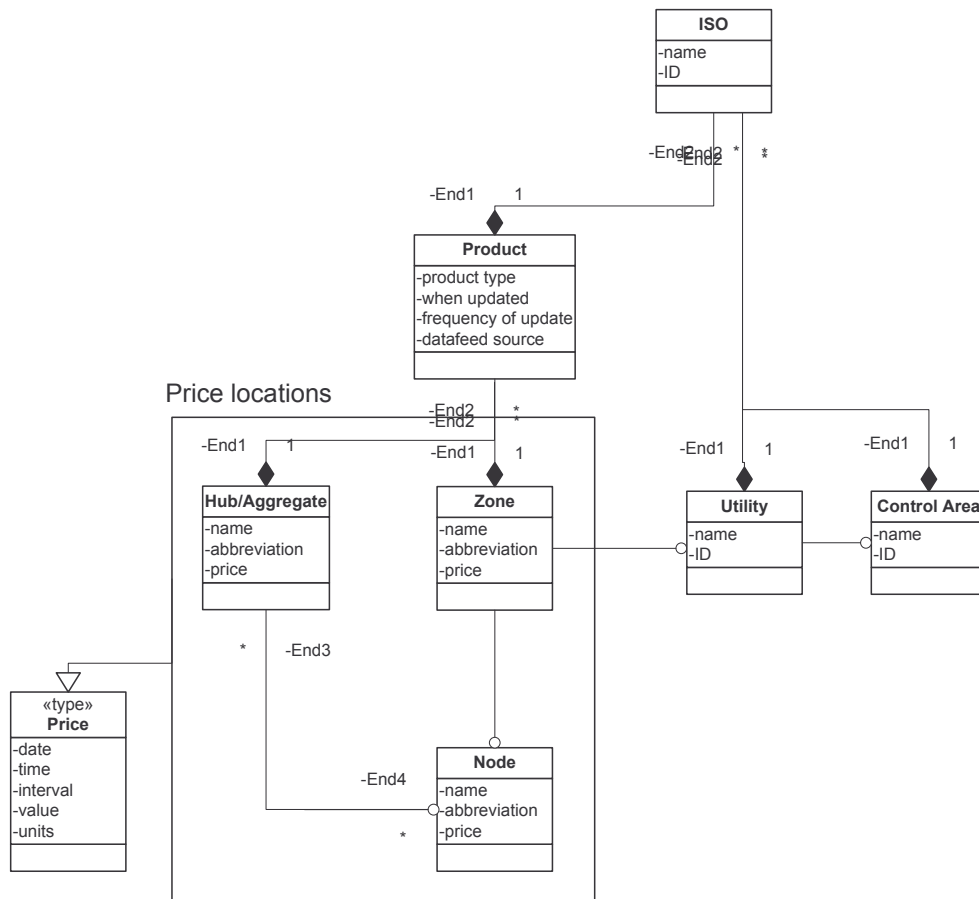 ISO
-name
-ID
-End2
-End2
-End2
*
*
*
-End1
1
Product
-product type
-when updated
-frequency of update
-datafeed source
Price locations
-End2
*
-End2
*
-End1
1
-End1
1
-End1
1
-End1
1
Hub/Aggregate
-name
-abbreviation
-price
Zone
-name
-abbreviation
-price
Utility
-name
-ID
Control Area
-name
-ID
*
-End3
«type»
Price
-date
-time
-interval
-value
-units
-End4
*
Node
-name
-abbreviation
-price